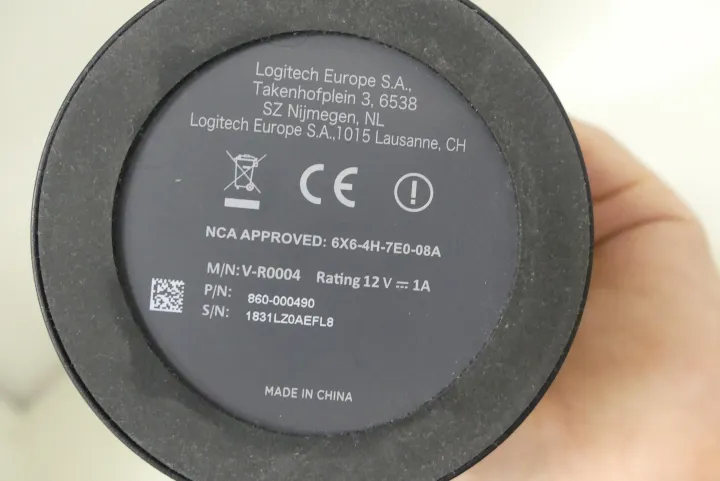 Logitech Europe S.A.,
Takenhofplein 3, 6538
SZ Nijmegen, NL
Logitech Europe S.A.,1015 Lausanne, CH
CE
NCA APPROVED: 6X6-4H-7E0-08A
M/N: V-R0004 Rating 12 V ⎓ 1A
P/N: 860-000490
S/N: 1831LZ0AEFL8
MADE IN CHINA